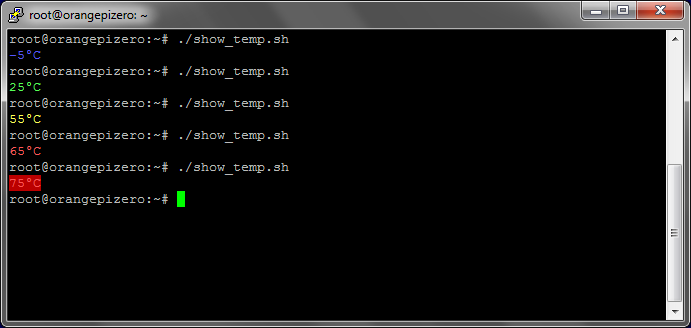 root@orangepizero: ~
root@orangepizero:~# ./show_temp.sh
-5°C
root@orangepizero:~# ./show_temp.sh
25°C
root@orangepizero:~# ./show_temp.sh
55°C
root@orangepizero:~# ./show_temp.sh
65°C
root@orangepizero:~# ./show_temp.sh
75°C
root@orangepizero:~#